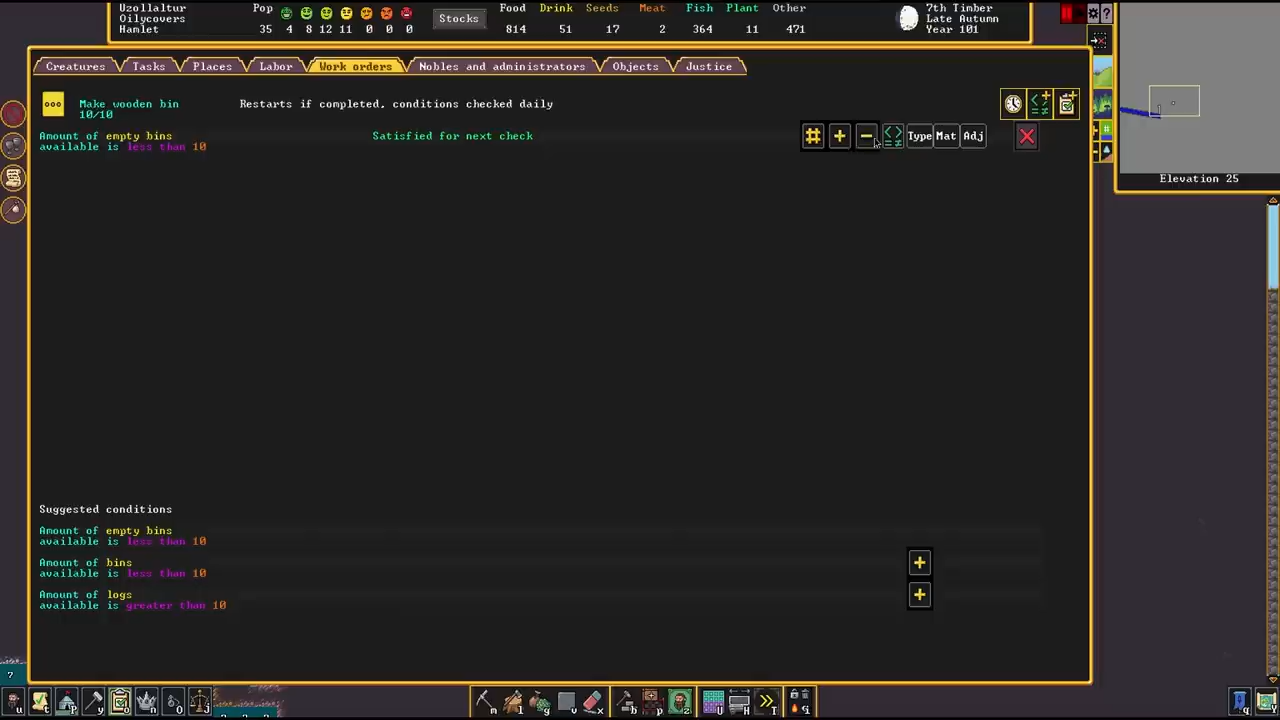 Uzollaltur Pop Food Drink Seeds Meat Fish Plant Other 7th Timber
Oilycovers Stocks Late Autumn
Hamlet 35 4 8 12 11 0 0 0 814 51 17 2 364 11 471 Year 101
Creatures Tasks Places Labor Work orders Nobles and administrators Objects Justice
Make wooden bin Restarts if completed, conditions checked daily
10/10
Amount of empty bins Satisfied for next check Type Mat Adj
available is less than 10
Elevation 25
Suggested conditions
Amount of empty bins
available is less than 10
Amount of bins
available is less than 10
Amount of logs
available is greater than 10